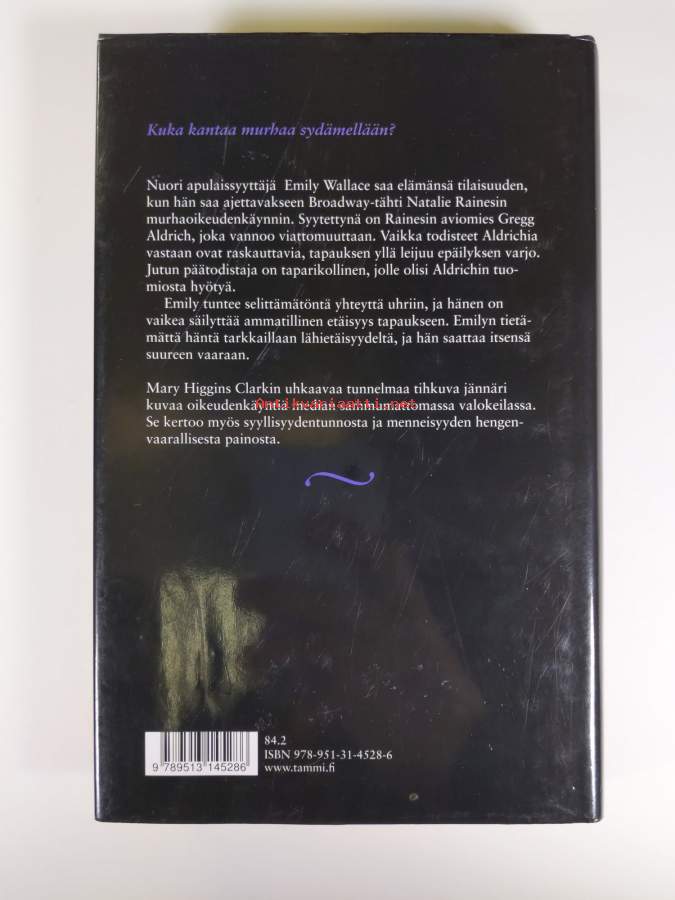 Kuka kantaa murhaa sydämellään?
Nuori apulaissyyttäjä Emily Wallace saa elämänsä tilaisuuden,
kun hän saa ajettavakseen Broadway-tähti Natalie Rainesin
murhaoikeudenkäynnin. Syytettynä on Rainesin aviomies Gregg
Aldrich, joka vannoo viattomuuttaan. Vaikka todisteet Aldrichia
vastaan ovat raskauttavia, tapauksen yllä leijuu epäilyksen varjo.
Jutun päätodistaja on taparikollinen, jolle olisi Aldrichin tuo-
miosta hyötyä.
Emily tuntee selittämätöntä yhteyttä uhriin, ja hänen on
vaikea säilyttää ammatillinen etäisyys tapaukseen. Emilyn tietä-
mättä häntä tarkkaillaan lähietäisyydeltä, ja hän saattaa itsensä
suureen vaaraan.
Mary Higgins Clarkin uhkaavaa tunnelmaa tihkuva jännäri
kuvaa oikeudenkäyntiä median sammumattomassa valokeilassa.
Antikvariaatti.net
Se kertoo myös syyllisyydentunnosta ja menneisyyden hengen-
vaarallisesta painosta.
84.2
ISBN 978-951-31-4528-6
www.tammi.fi
9 789513 145286